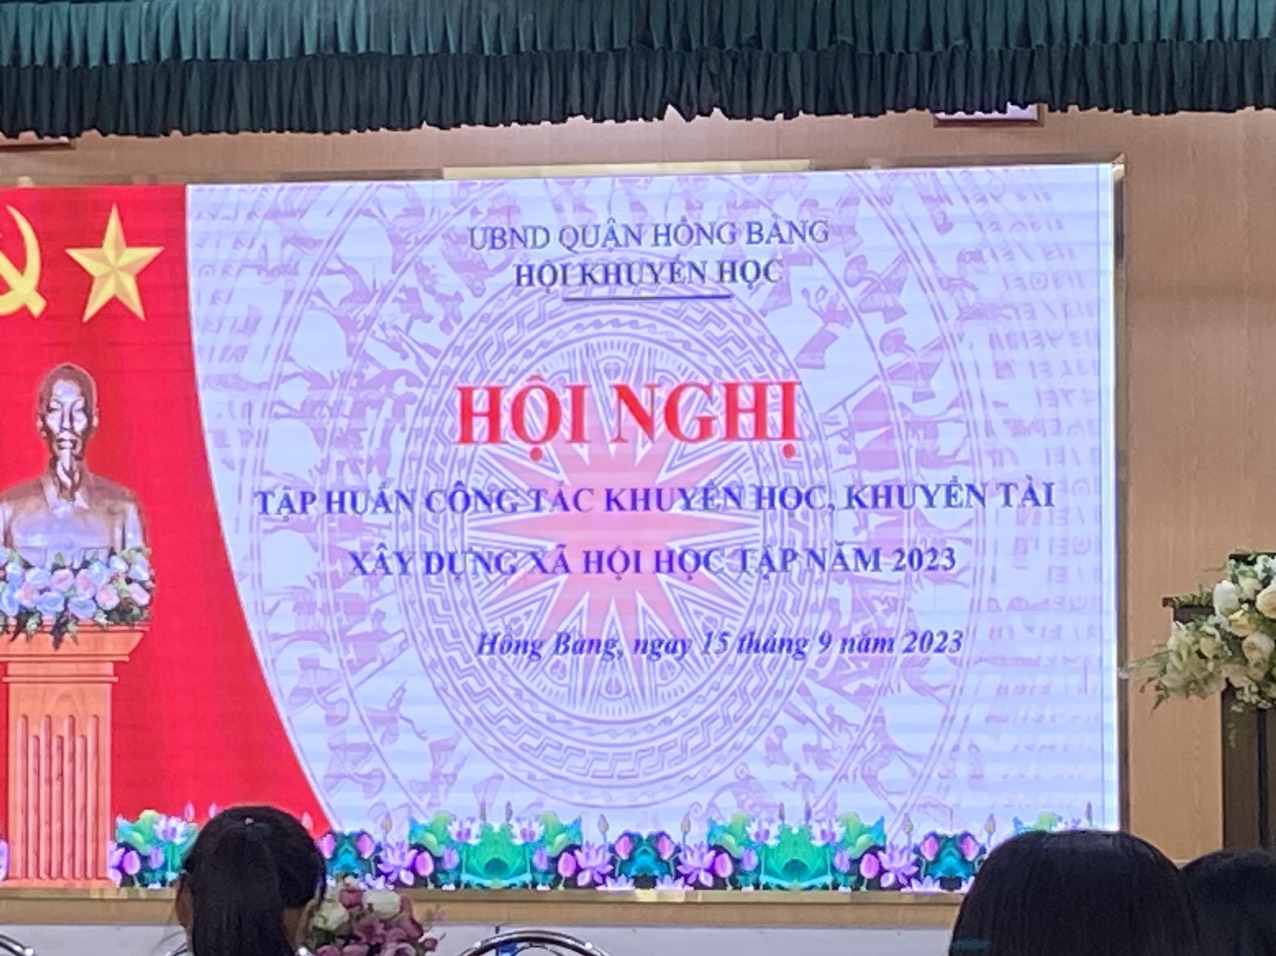 UBND QUẬN HỒNG BÀNG
HỘI KHUYẾN HỌC
HỘI NGHỊ
TẬP HUẤN CÔNG TÁC KHUYẾN HỌC, KHUYẾN TÀI
XÂY DỰNG XÃ HỘI HỌC TẬP NĂM 2023
Hồng Bàng, ngày 15 tháng 9 năm 2023